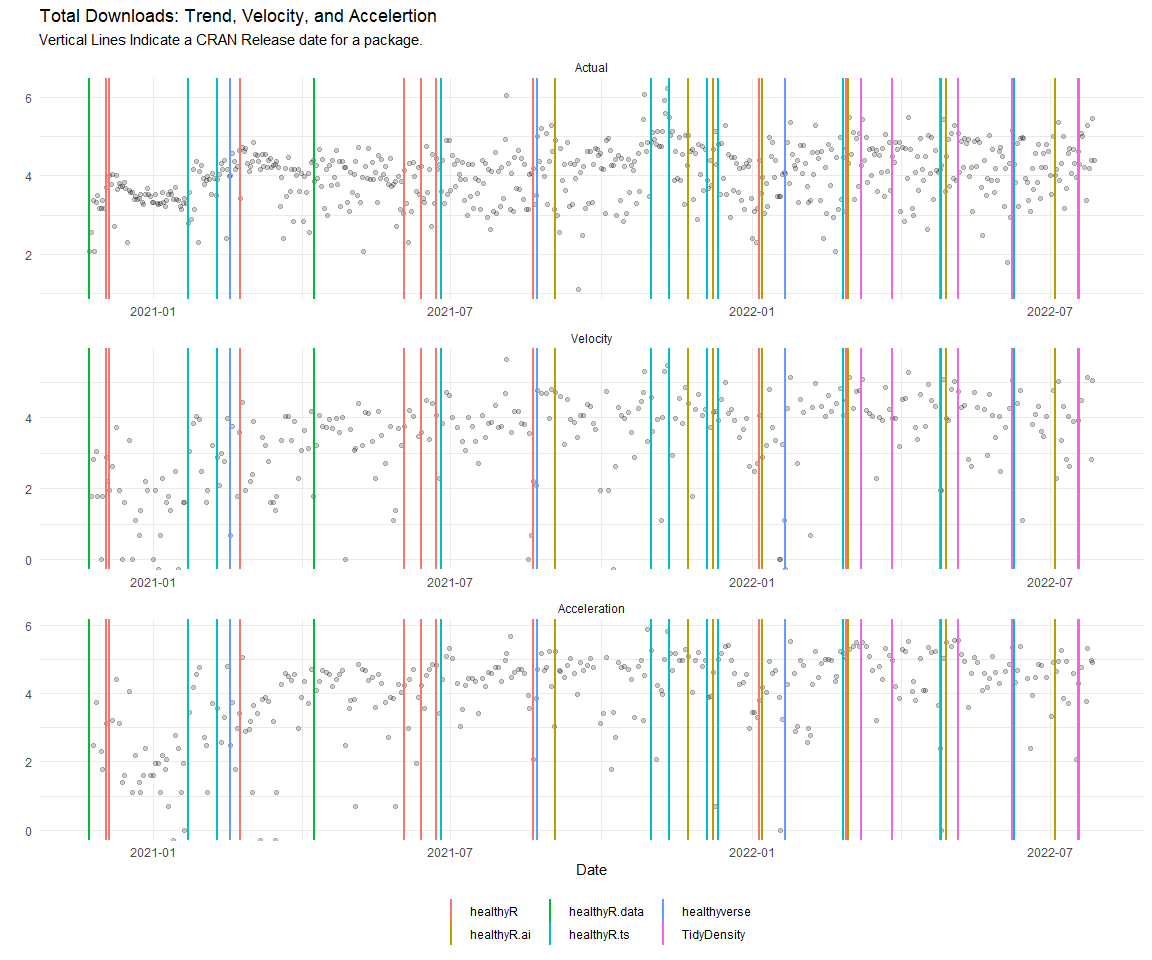 Total Downloads: Trend, Velocity, and Accelertion
Vertical Lines Indicate a CRAN Release date for a package.
Actual
6
4
2
2021-01 2021-07 2022-01 2022-07
Velocity
4
2
0
2021-01 2021-07 2022-01 2022-07
Acceleration
6
4
2
0
2021-01 2021-07 2022-01 2022-07
Date
healthyR healthyR.data healthyverse
healthyR.ai healthyR.ts TidyDensity